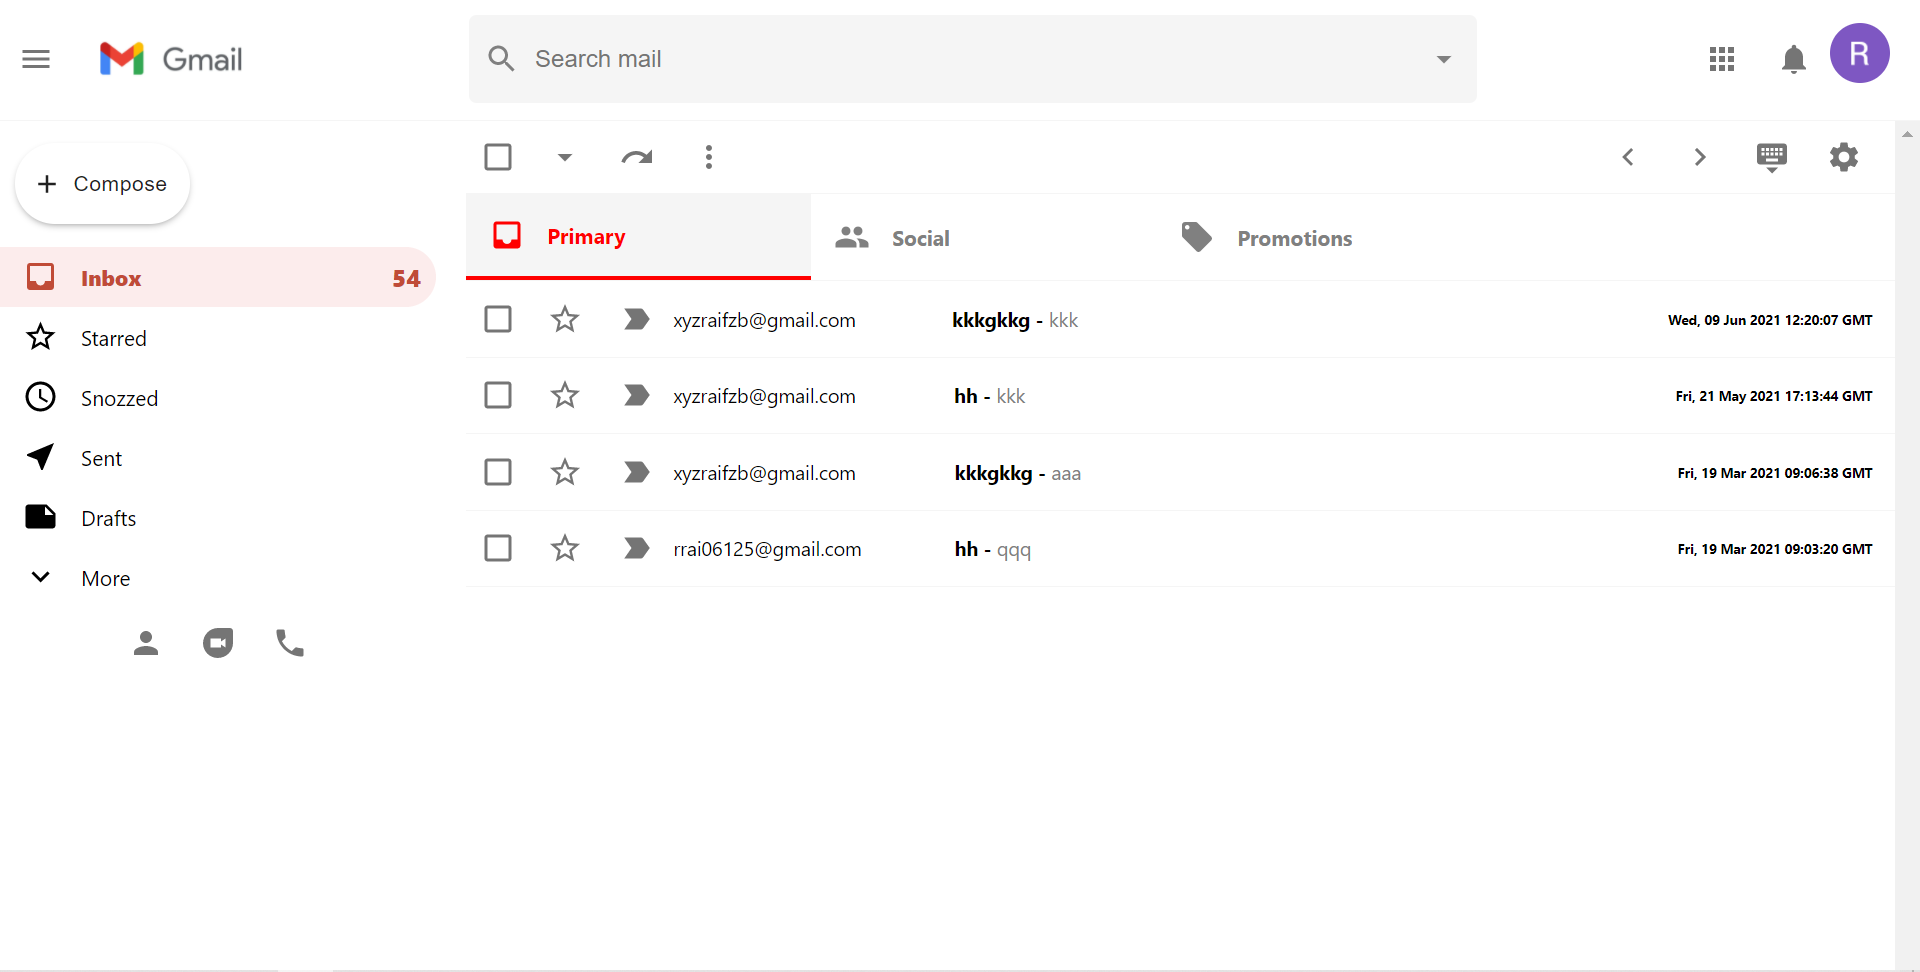 Gmail
Search mail
R
Compose
Inbox 54
Starred
Snozzed
Sent
Drafts
More
Primary Social Promotions
xyzraifzb@gmail.com kkkgkkg - kkk Wed, 09 Jun 2021 12:20:07 GMT
xyzraifzb@gmail.com hh - kkk Fri, 21 May 2021 17:13:44 GMT
xyzraifzb@gmail.com kkkgkkg - aaa Fri, 19 Mar 2021 09:06:38 GMT
rrai06125@gmail.com hh - qqq Fri, 19 Mar 2021 09:03:20 GMT